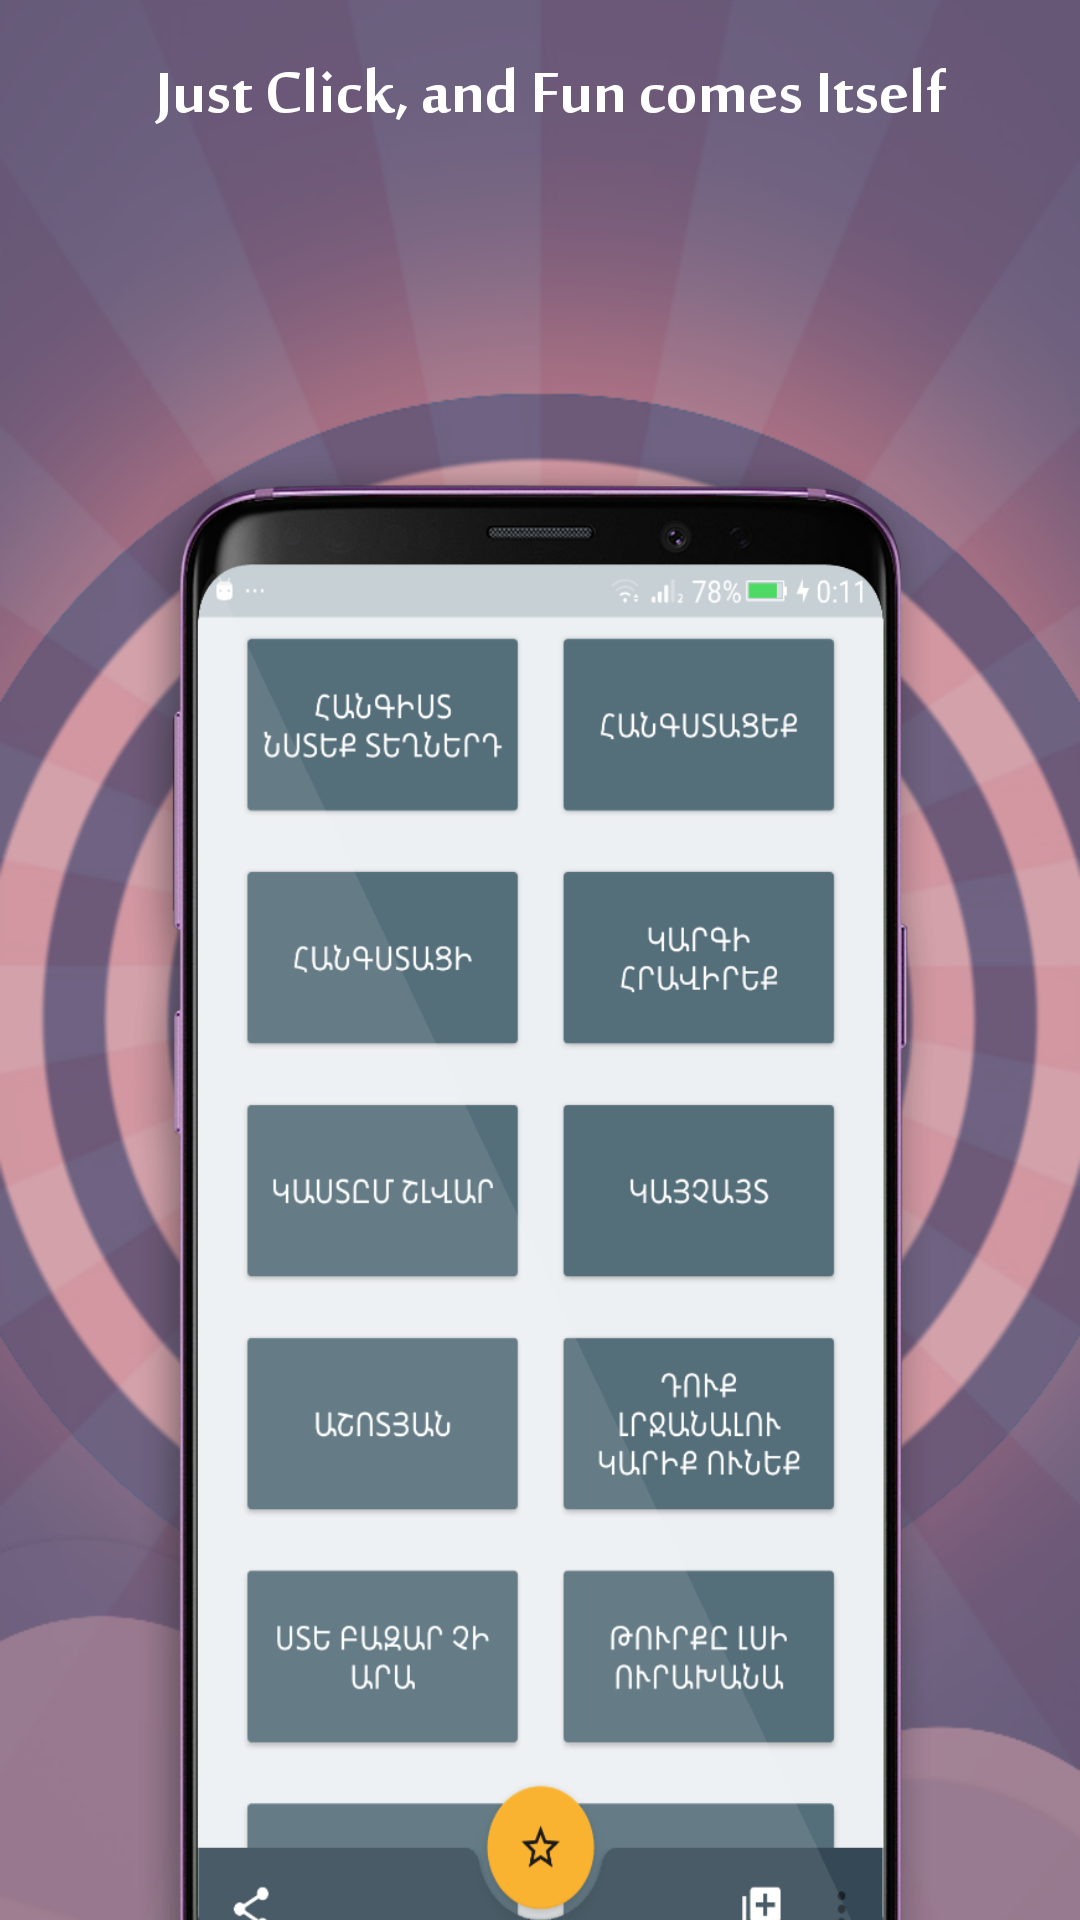 Just Click, and Fun comes Itself
78% 0:11
ՀԱՆԳԻՍՏ
ՆՍՏԵՔ ՏԵՂՆԵՐԴ
ՀԱՆԳՍՏԱՑԵՔ
ՀԱՆԳՍՏԱՑԻ
ԿԱՐԳԻ
ՀՐԱՎԻՐԵՔ
ԿԱՍՏԸՄ ՇԼՎԱՐ
ԿԱՅՉԱՅՏ
ԱՇՈՏՅԱՆ
ԴՈՒՔ
ԼՐՋԱՆԱԼՈՒ
ԿԱՐԻՔ ՈՒՆԵՔ
ՍՏԵ ԲԱԶԱՐ ՉԻ
ԱՐԱ
ԹՈՒՐՔԸ ԼՍԻ
ՈՒՐԱԽԱՆԱ